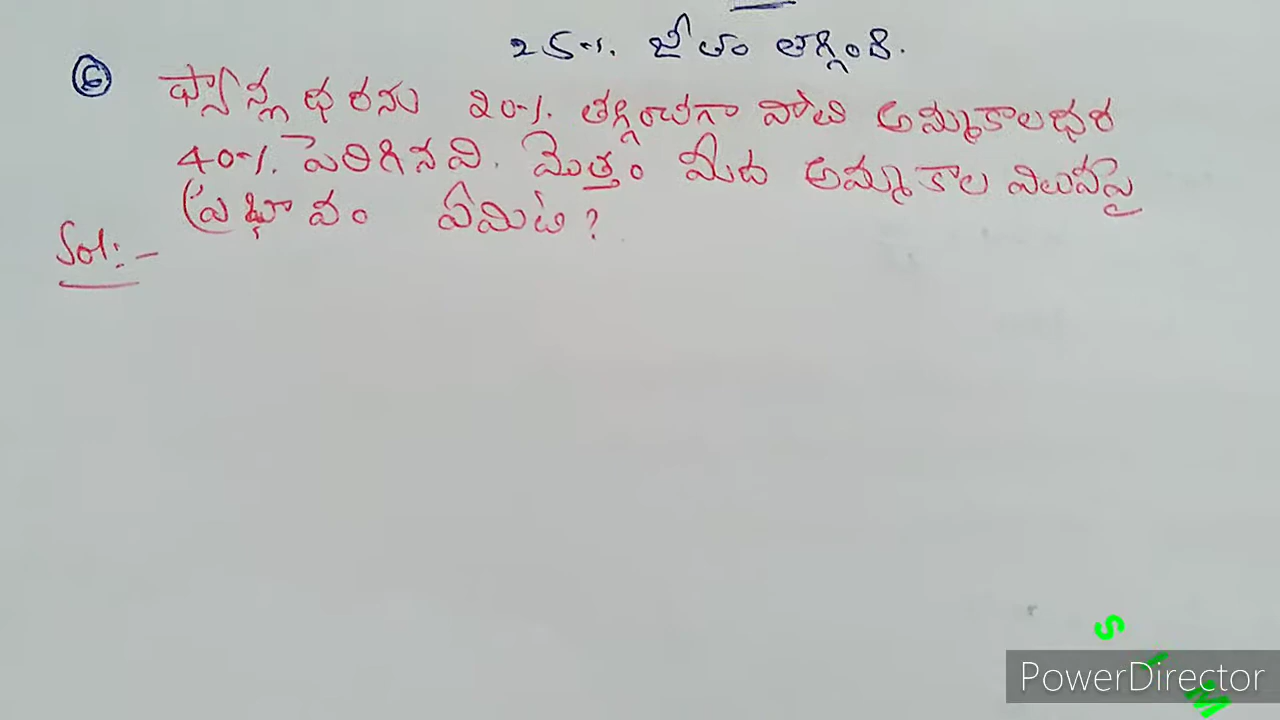 25%. జీతం తగ్గింది.
⑥ ఫ్యాన్ల ధరను 20%. తగ్గించగా వాటి అమ్మకాలధర
40%. పెరిగినవి. మొత్తం మీద అమ్మకాల విలువపై
ప్రభావం ఏమిటి?
Sol:-
S I M
PowerDirector